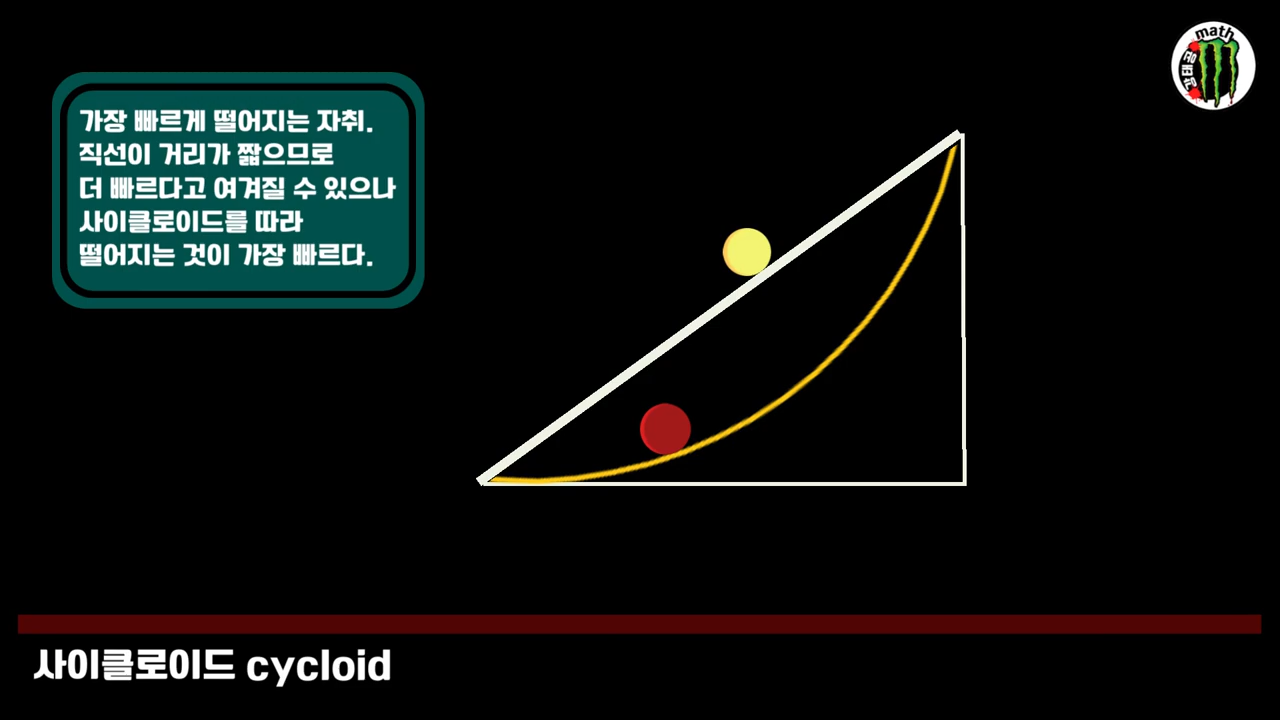 가장 빠르게 떨어지는 자취.
직선이 거리가 짧으므로
더 빠르다고 여겨질 수 있으나
사이클로이드를 따라
떨어지는 것이 가장 빠르다.
math
사이클로이드 cycloid